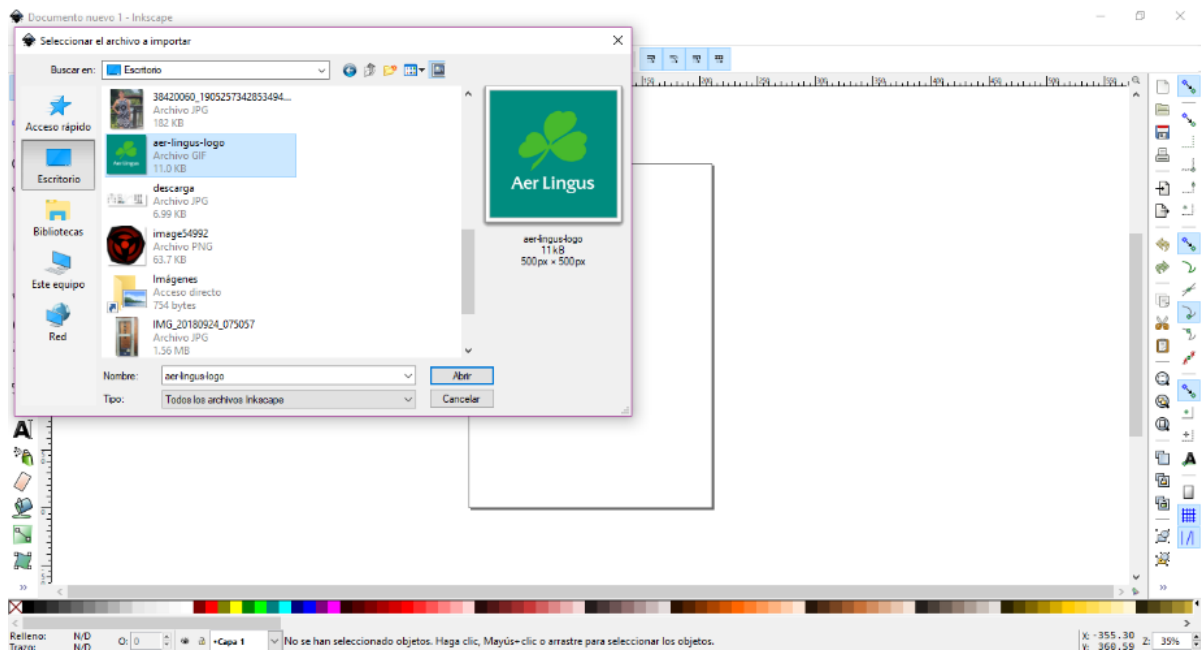 Documento nuevo 1 - Inkscape
Seleccionar el archivo a importar
Buscar en:
Escritorio
Acceso rápido
Escritorio
Bibliotecas
Este equipo
Red
38420060_1905257342853494...
Archivo JPG
182 KB
aer-lingus-logo
Archivo GIF
11.0 KB
descarga
Archivo JPG
6.99 KB
image54992
Archivo PNG
63.7 KB
Imágenes
Acceso directo
754 bytes
IMG_20180924_075057
Archivo JPG
1.56 MB
Aer Lingus
aer-lingus-logo
11 kB
500 px × 500 px
Nombre:
aer-lingus-logo
Abrir
Tipo:
Todos los archivos Inkscape
Cancelar
Relleno: N/D
Trazo: N/D
O: 0
•Capa 1
No se han seleccionado objetos. Haga clic, Mayús+clic o arrastre para seleccionar los objetos.
X: -355.30
Y: 360.59
Z: 35%